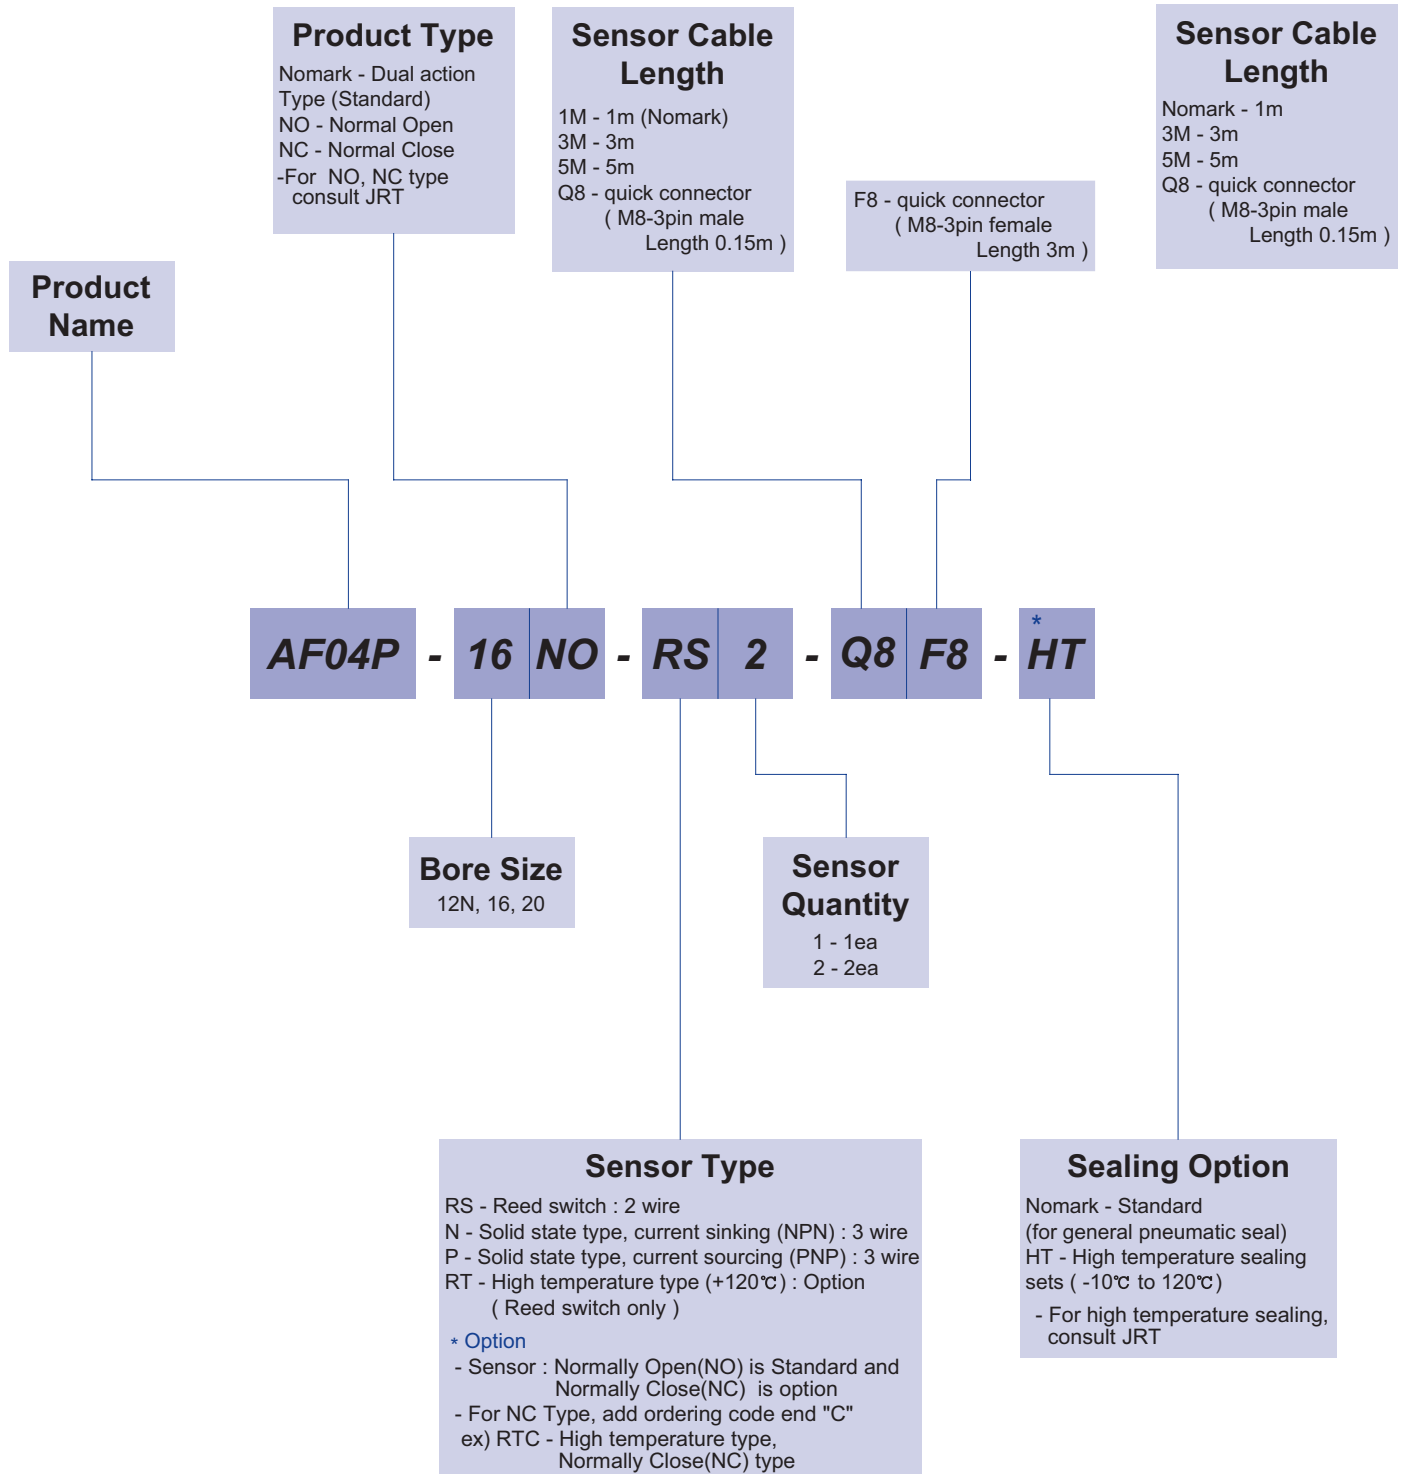 Product Type
Nomark - Dual action
Type (Standard)
NO - Normal Open
NC - Normal Close
-For NO, NC type
consult JRT
Sensor Cable
Length
1M - 1m (Nomark)
3M - 3m
5M - 5m
Q8 - quick connector
( M8-3pin male
Length 0.15m )
F8 - quick connector
( M8-3pin female
Length 3m )
Sensor Cable
Length
Nomark - 1m
3M - 3m
5M - 5m
Q8 - quick connector
( M8-3pin male
Length 0.15m )
Product
Name
AF04P - 16 NO - RS 2 - Q8 F8 - *HT
Bore Size
12N, 16, 20
Sensor
Quantity
1 - 1ea
2 - 2ea
Sensor Type
RS - Reed switch : 2 wire
N - Solid state type, current sinking (NPN) : 3 wire
P - Solid state type, current sourcing (PNP) : 3 wire
RT - High temperature type (+120℃) : Option
( Reed switch only )
* Option
- Sensor : Normally Open(NO) is Standard and
Normally Close(NC) is option
- For NC Type, add ordering code end "C"
ex) RTC - High temperature type,
Normally Close(NC) type
Sealing Option
Nomark - Standard
(for general pneumatic seal)
HT - High temperature sealing
sets ( -10℃ to 120℃)
- For high temperature sealing,
consult JRT